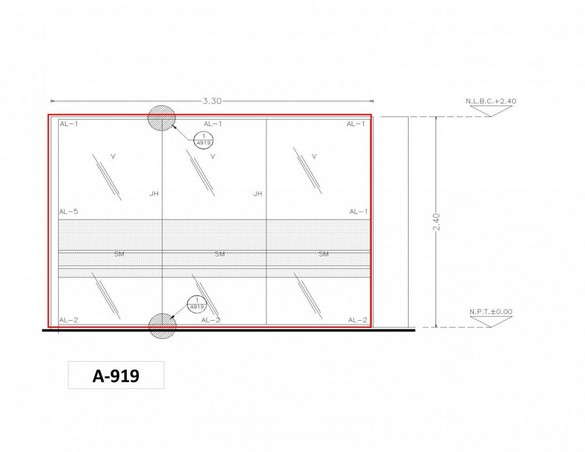 3.30
N.L.B.C.+2.40
AL-1
AL-1
AL-1
1
A919
V
V
V
JH
JH
AL-5
AL-1
2.40
SM
SM
SM
1
A919
N.P.T.±0.00
AL-2
AL-2
AL-2
A-919